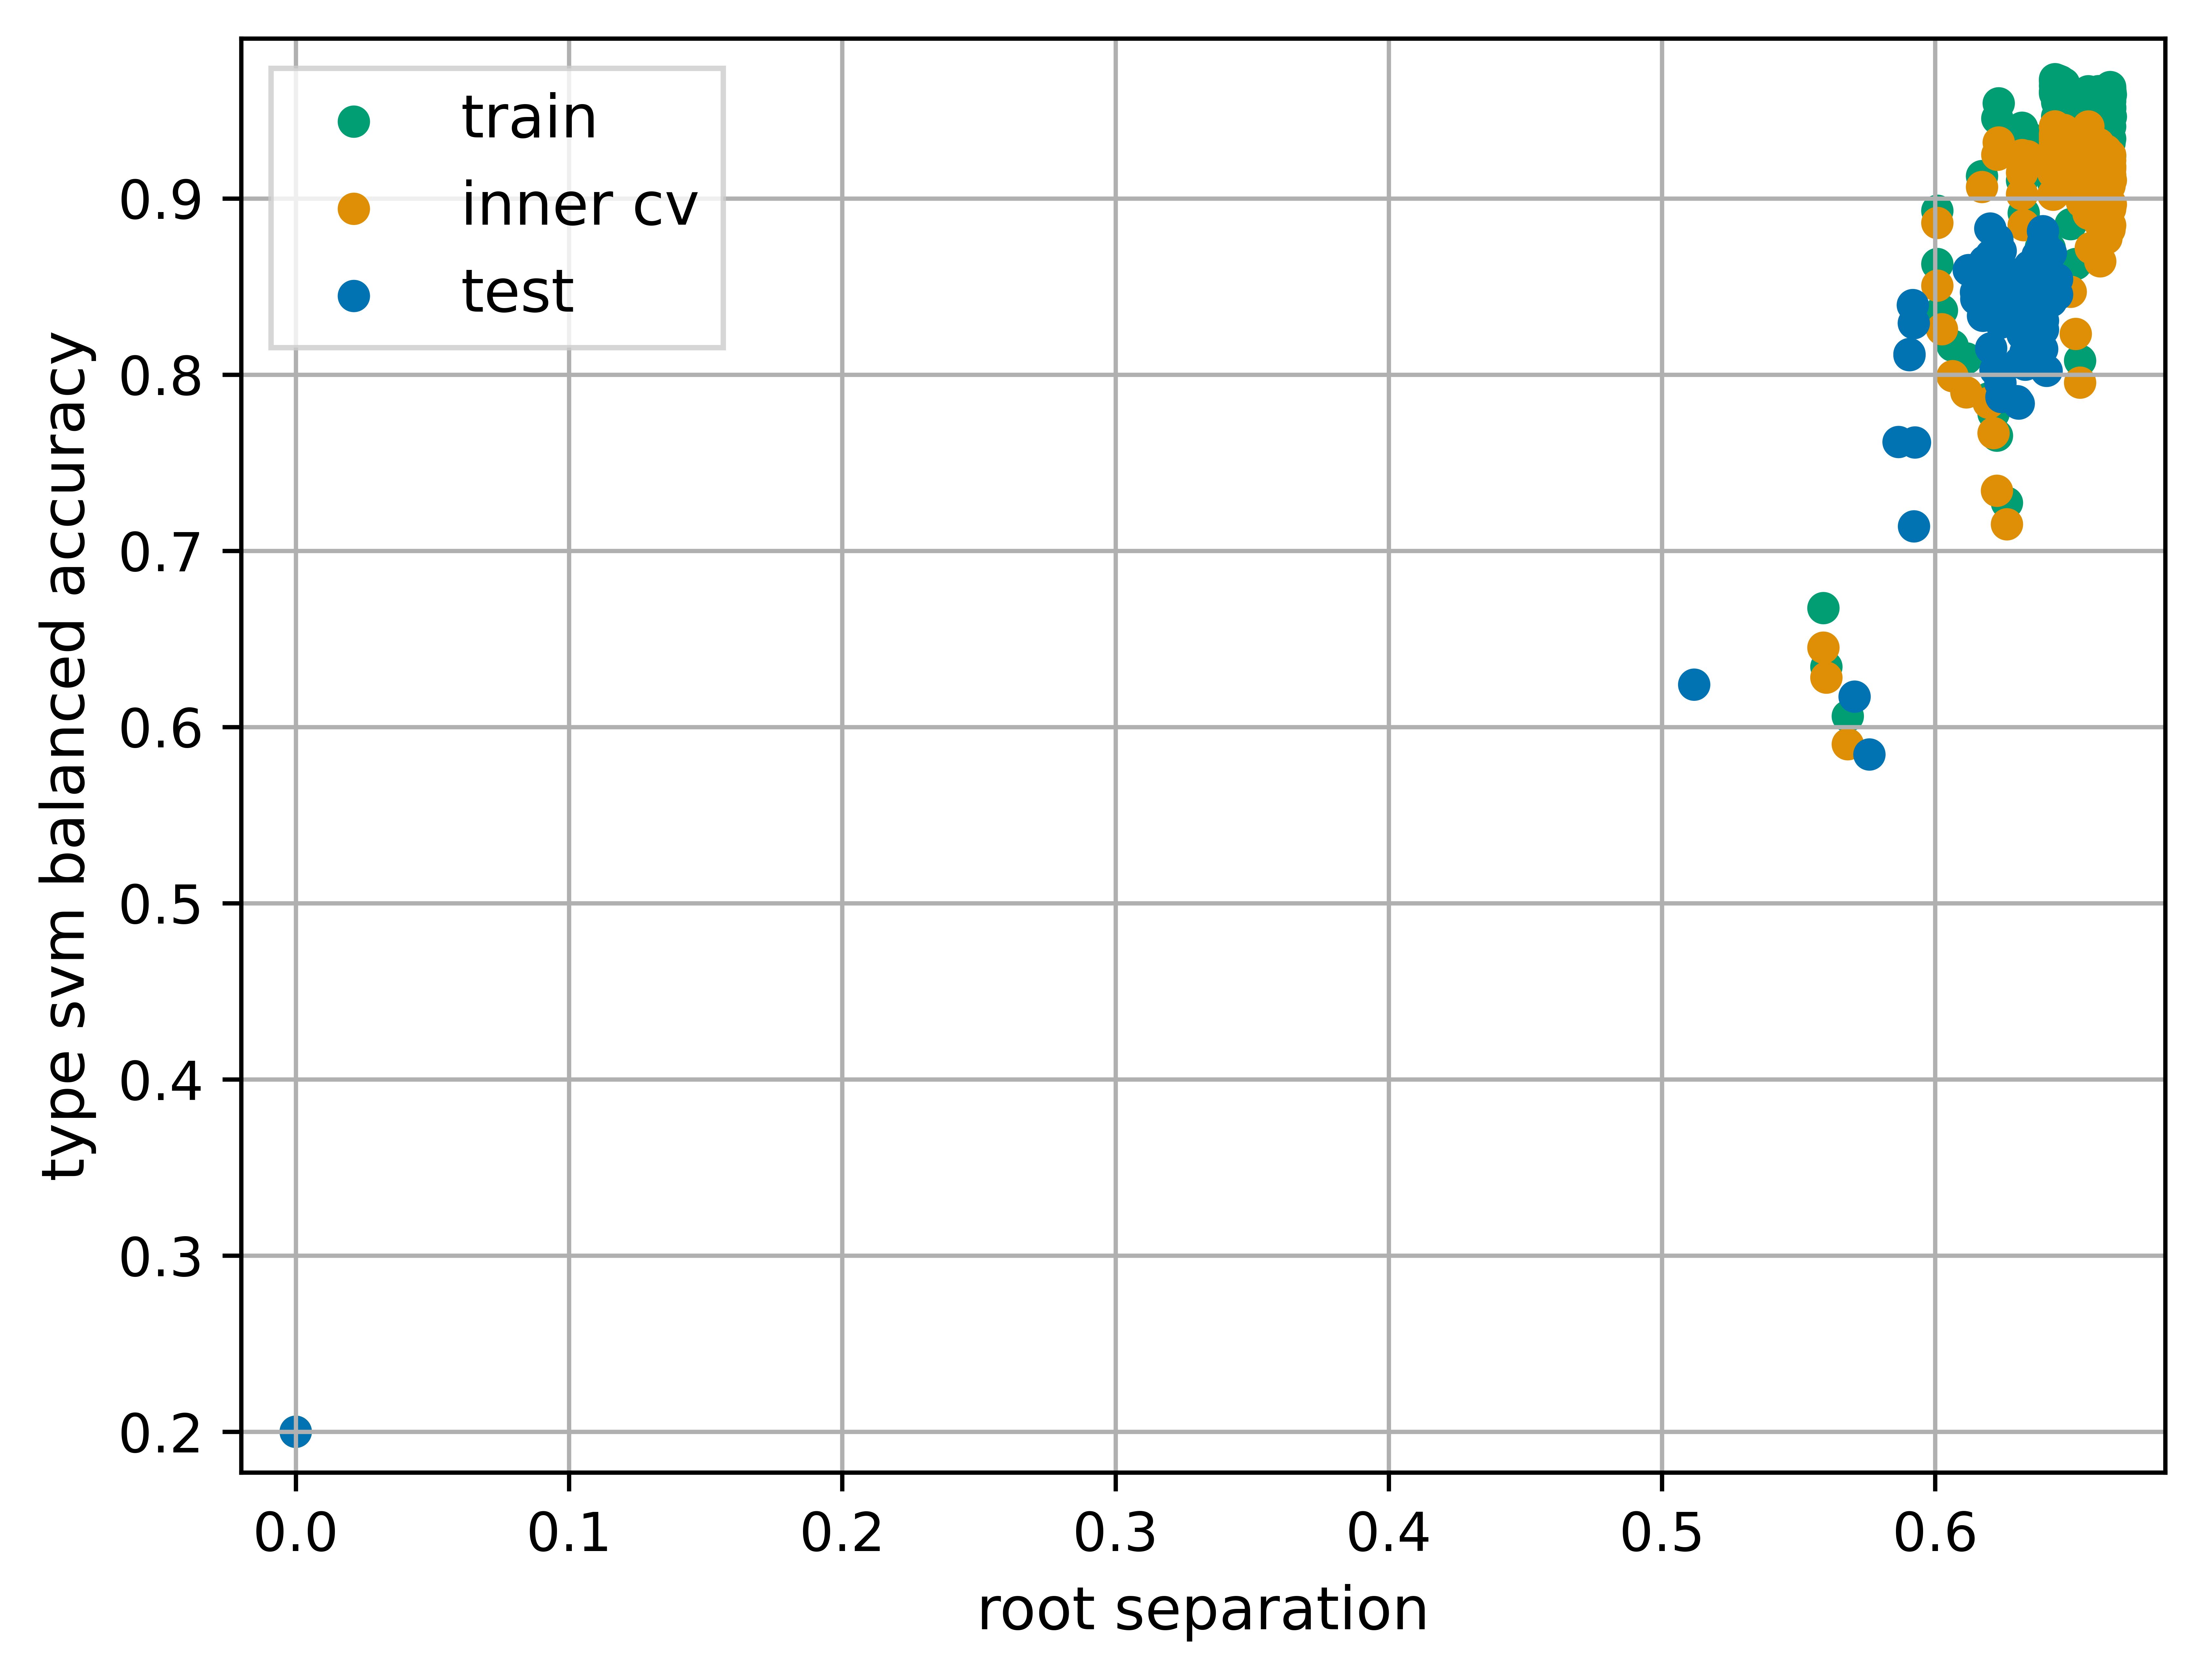 train
inner cv
test
type svm balanced accuracy
0.9
0.8
0.7
0.6
0.5
0.4
0.3
0.2
0.0 0.1 0.2 0.3 0.4 0.5 0.6
root separation